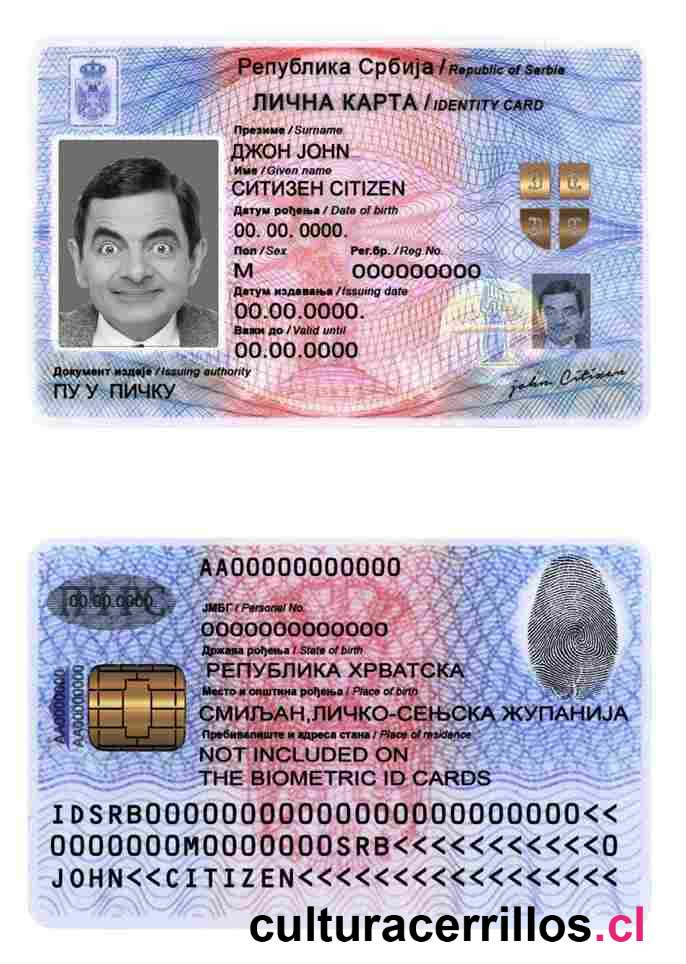 Република Србија / Republic of Serbia
ЛИЧНА КАРТА / IDENTITY CARD
Презиме / Surname
ДЖОН JOHN
Име / Given name
СИТИЗЕН CITIZEN
Датум рођења / Date of birth
00. 00. 0000.
Пол / Sex Рег.бр. / Reg No.
M 000000000
Датум издавања / Issuing date
00.00.0000.
Важи до / Valid until
00.00.0000
Документ издаје / Issuing authority
ПУ У ПИЧКУ
john Citizen
AA00000000000
00.00.0000
ЈМБГ / Personal No.
0000000000000
Држава рођења / State of birth
РЕПУБЛИКА ХРВАТСКА
Место и општина рођења / Place of birth
СМИЉАН,ЛИЧКО-СЕЊСКА ЖУПАНИЈА
Пребивалиште и адреса стана / Place of residence
NOT INCLUDED ON
THE BIOMETRIC ID CARDS
IDSRB00000000000000000000000<<
0000000M0000000SRB<<<<<<<<<<<0
JOHN<<CITIZEN<<<<<<<<<<<<<<<<<
culturacerrillos.cl